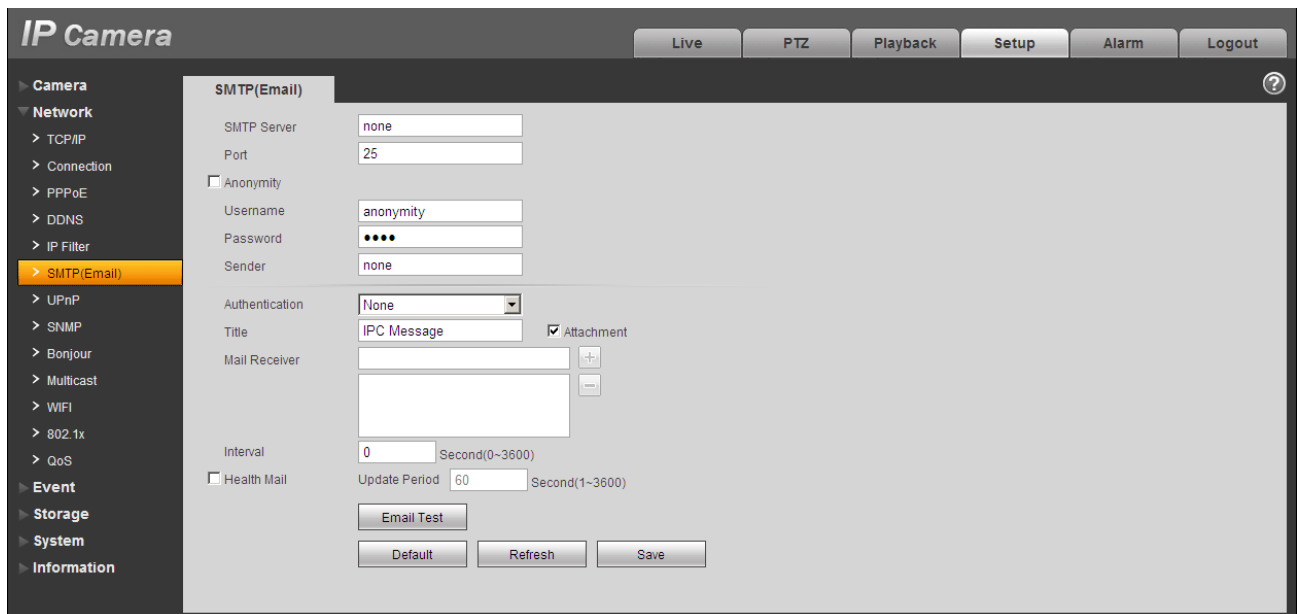 IP Camera
Live PTZ Playback Setup Alarm Logout
Camera
Network
> TCP/IP
> Connection
> PPPoE
> DDNS
> IP Filter
> SMTP(Email)
> UPnP
> SNMP
> Bonjour
> Multicast
> WIFI
> 802.1x
> QoS
Event
Storage
System
Information
SMTP(Email)
?
SMTP Server none
Port 25
Anonymity
Username anonymity
Password ••••
Sender none
Authentication None
Title IPC Message Attachment
Mail Receiver +
−
Interval 0 Second(0~3600)
Health Mail Update Period 60 Second(1~3600)
Email Test
Default Refresh Save